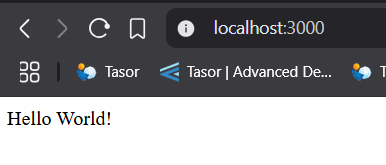 localhost:3000
Tasor
Tasor | Advanced De...
Hello World!